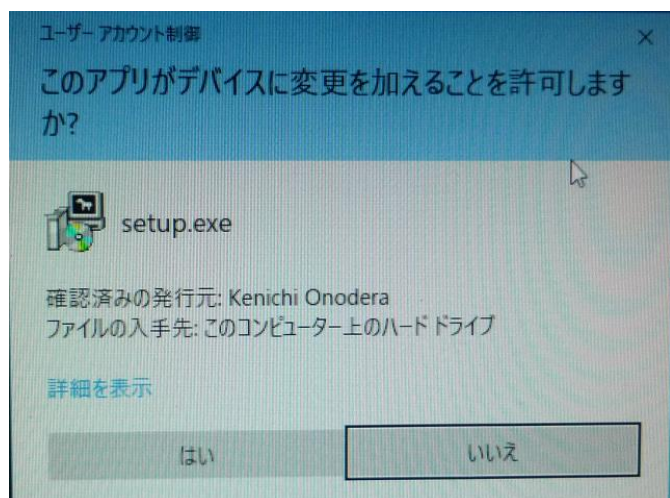 ユーザー アカウント制御
このアプリがデバイスに変更を加えることを許可します
か?
setup.exe
確認済みの発行元: Kenichi Onodera
ファイルの入手先: このコンピューター上のハード ドライブ
詳細を表示
はい
いいえ